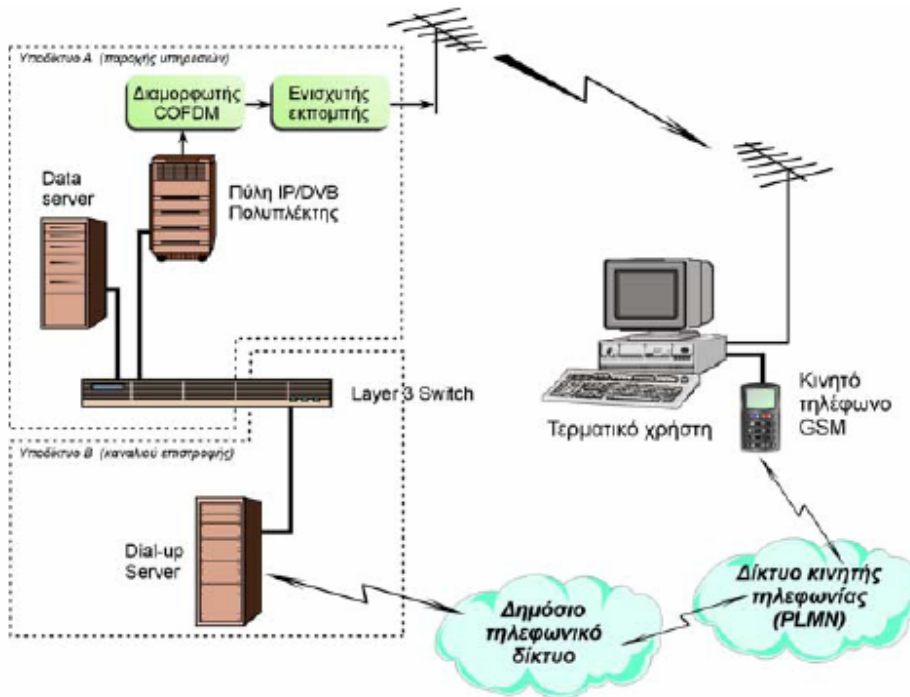 Υποδίκτυο Α (παροχής υπηρεσιών)
Διαμορφωτής
COFDM
Ενισχυτής
εκπομπής
Data
server
Πύλη IP/DVB
Πολυπλέκτης
Layer 3 Switch
Τερματικό χρήστη
Κινητό
τηλέφωνο
GSM
Υποδίκτυο Β (καναλιού επιστροφής)
Dial-up
Server
Δημόσιο
τηλεφωνικό
δίκτυο
Δίκτυο κινητής
τηλεφωνίας
(PLMN)